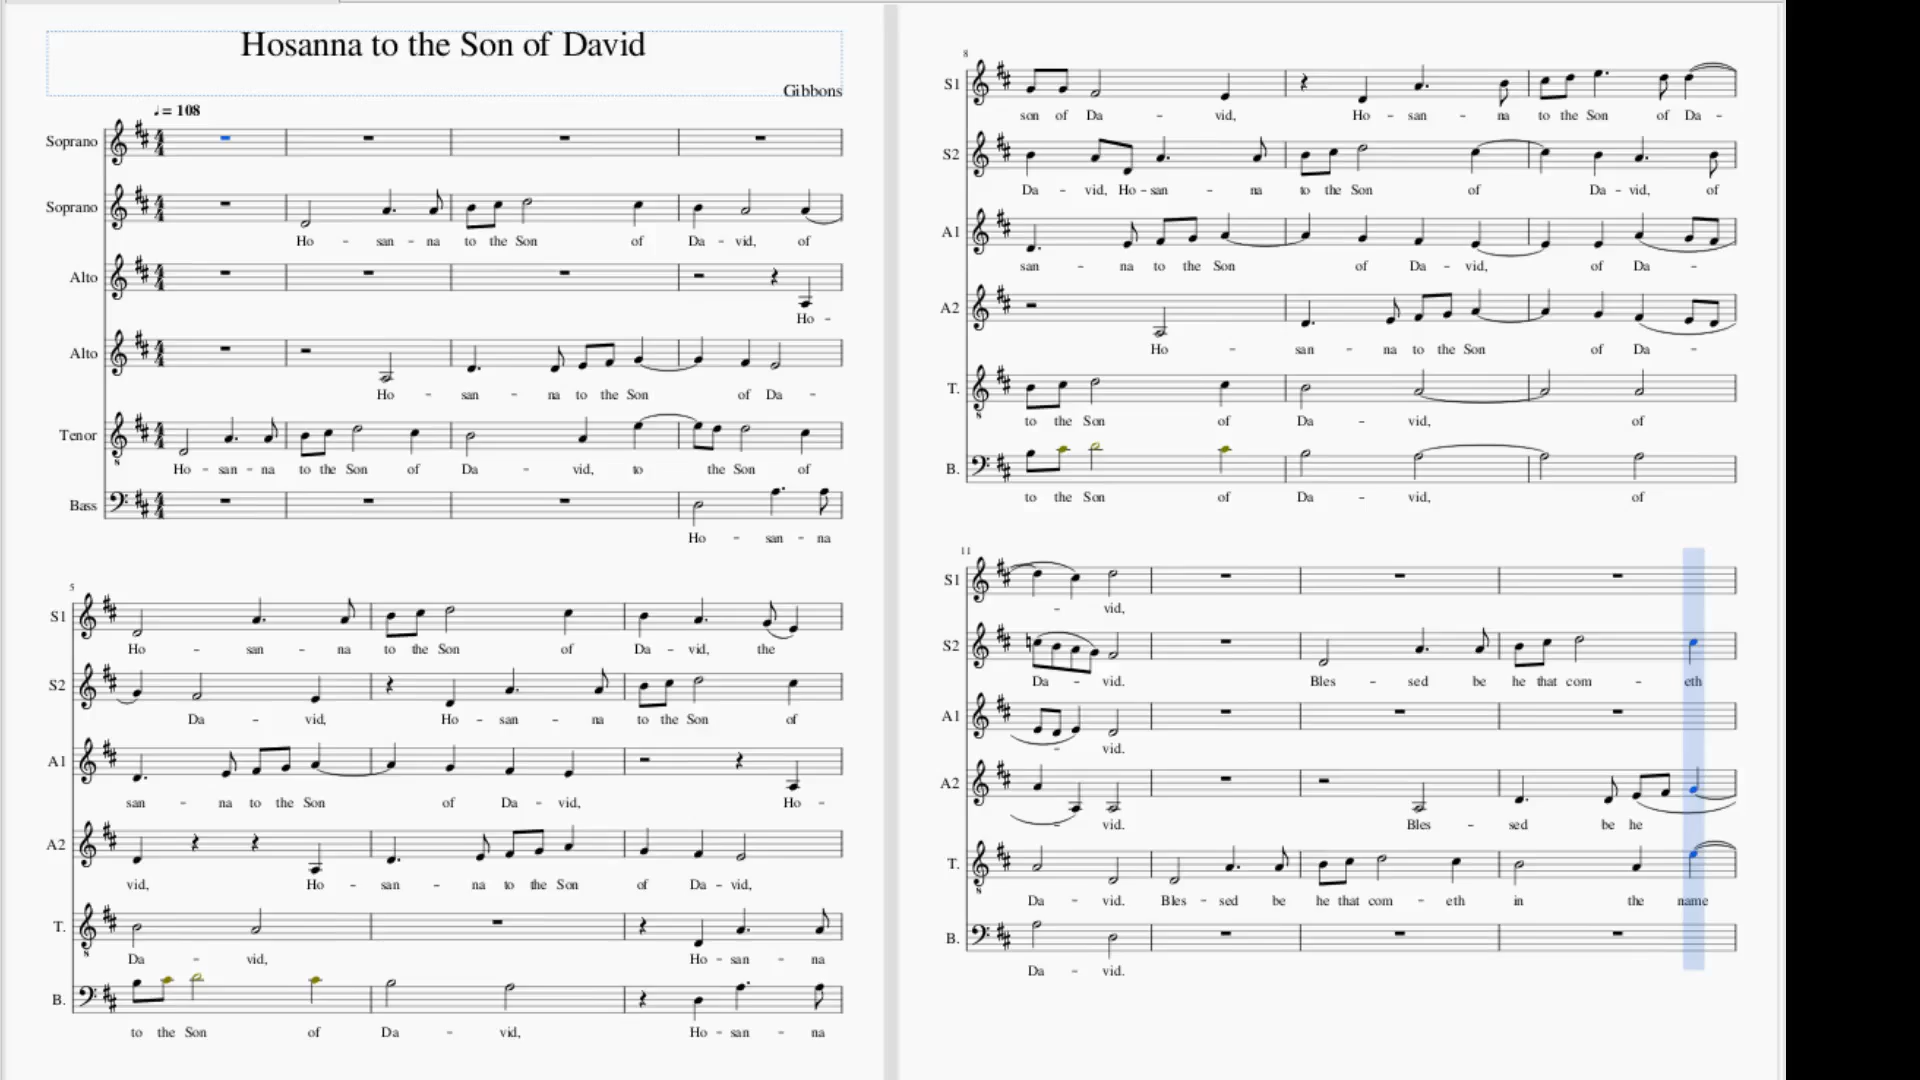 Hosanna to the Son of David
Gibbons
♩= 108
Soprano
Soprano
Ho - san - na to the Son of Da - vid, of
Alto
Ho -
Alto
Ho - san - na to the Son of Da -
Tenor
Ho - san - na to the Son of Da - vid, to the Son of
Bass
Ho - san - na
5
S1
Ho - san - na to the Son of Da - vid, the
S2
Da - vid, Ho - san - na to the Son of
A1
san - na to the Son of Da - vid, Ho -
A2
vid, Ho - san - na to the Son of Da - vid,
T.
Da - vid, Ho - san - na
B.
to the Son of Da - vid, Ho - san - na
8
S1
son of Da - vid, Ho - san - na to the Son of Da -
S2
Da - vid, Ho - san - na to the Son of Da - vid, of
A1
san - na to the Son of Da - vid, of Da -
A2
Ho - san - na to the Son of Da -
T.
to the Son of Da - vid, of
B.
to the Son of Da - vid, of
11
S1
- vid,
S2
Da - vid. Bles - sed be he that com - eth
A1
- vid.
A2
- vid. Bles - sed be he
T.
Da - vid. Bles - sed be he that com - eth in the name
B.
Da - vid.